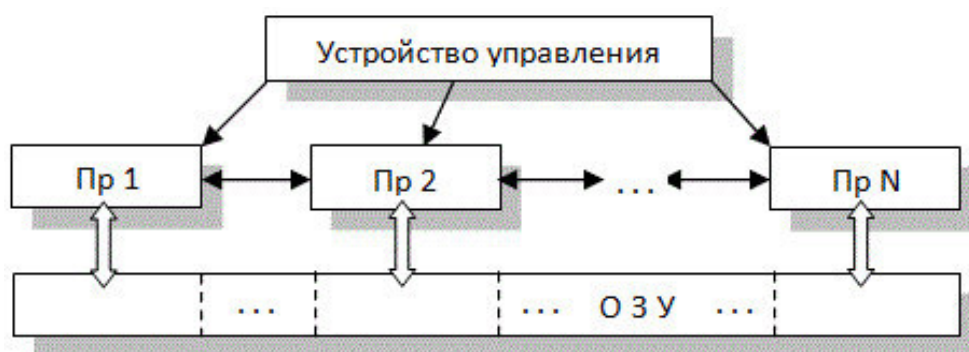 Устройство управления
Пр 1
Пр 2
...
Пр N
...
... О З У ...